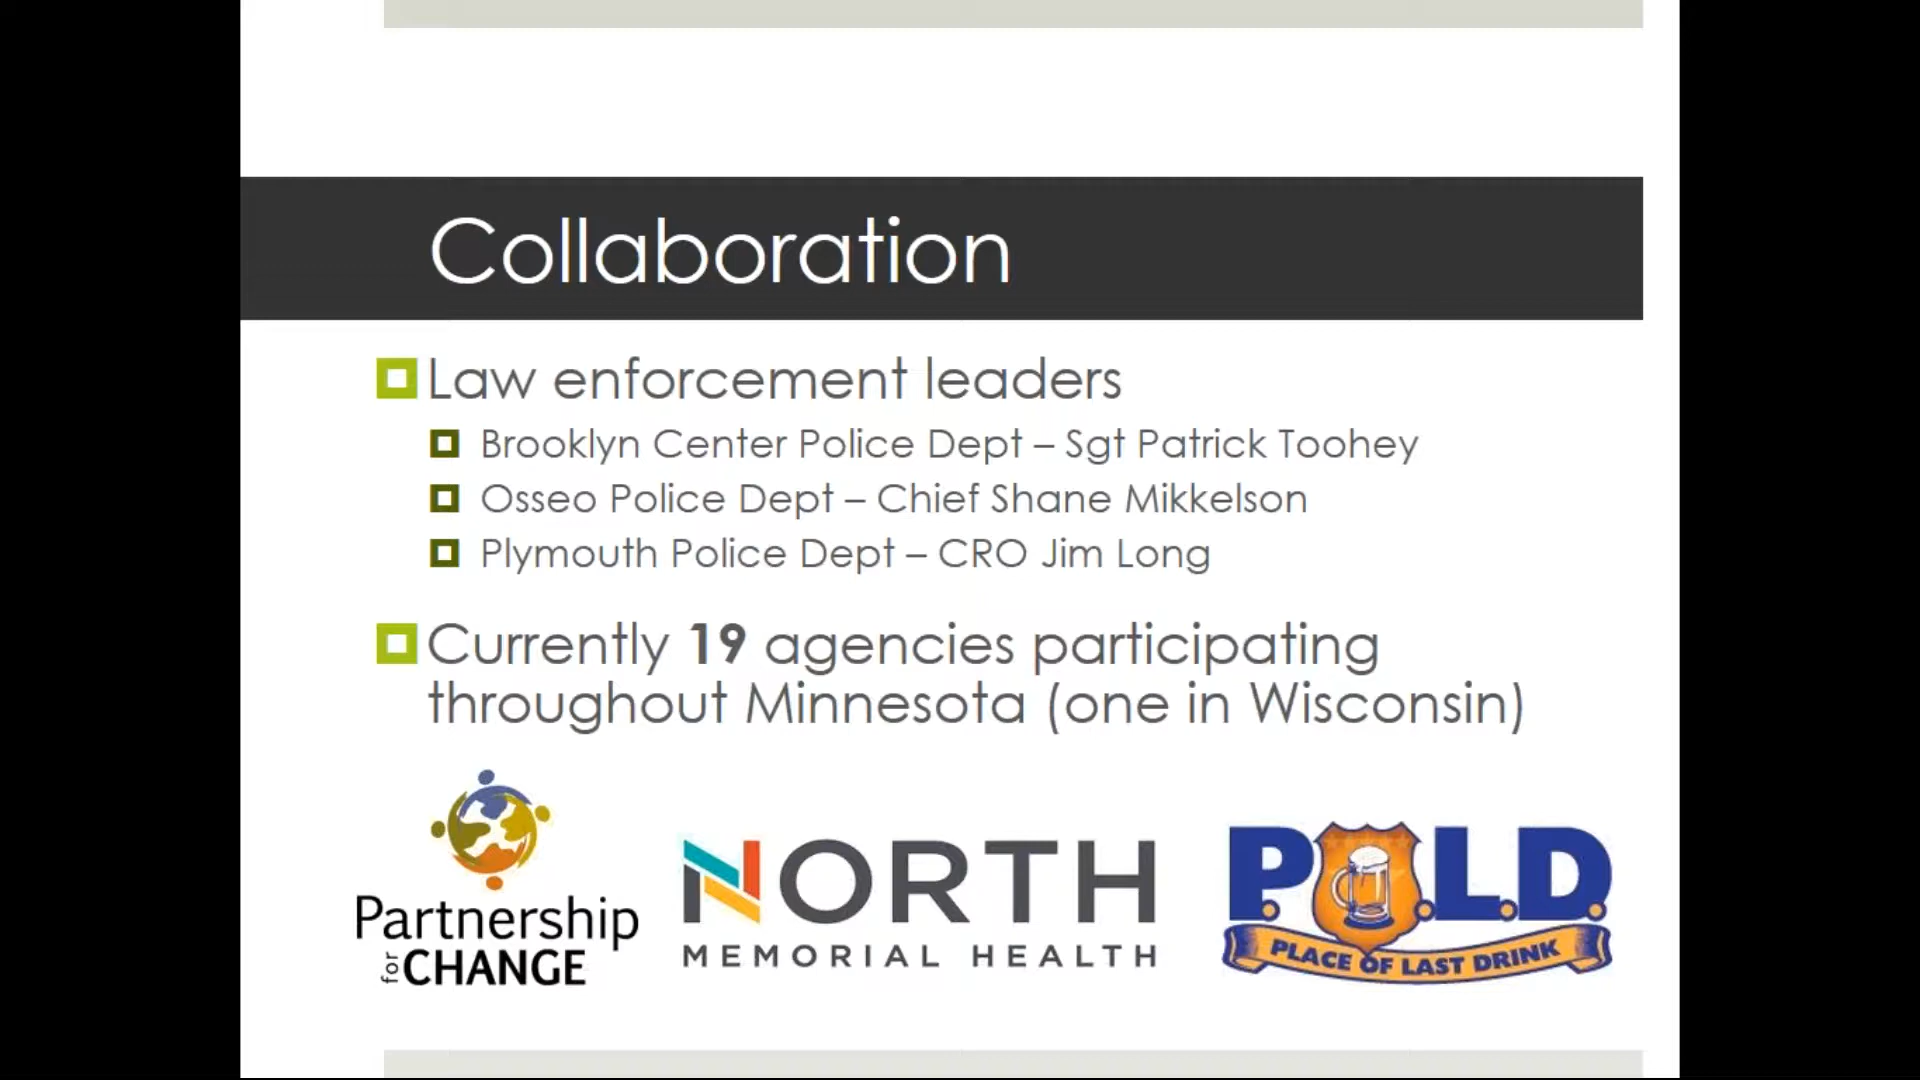 Collaboration
Law enforcement leaders
Brooklyn Center Police Dept – Sgt Patrick Toohey
Osseo Police Dept – Chief Shane Mikkelson
Plymouth Police Dept – CRO Jim Long
Currently 19 agencies participating
throughout Minnesota (one in Wisconsin)
Partnership
for CHANGE
NORTH
MEMORIAL HEALTH
P.O.L.D.
PLACE OF LAST DRINK